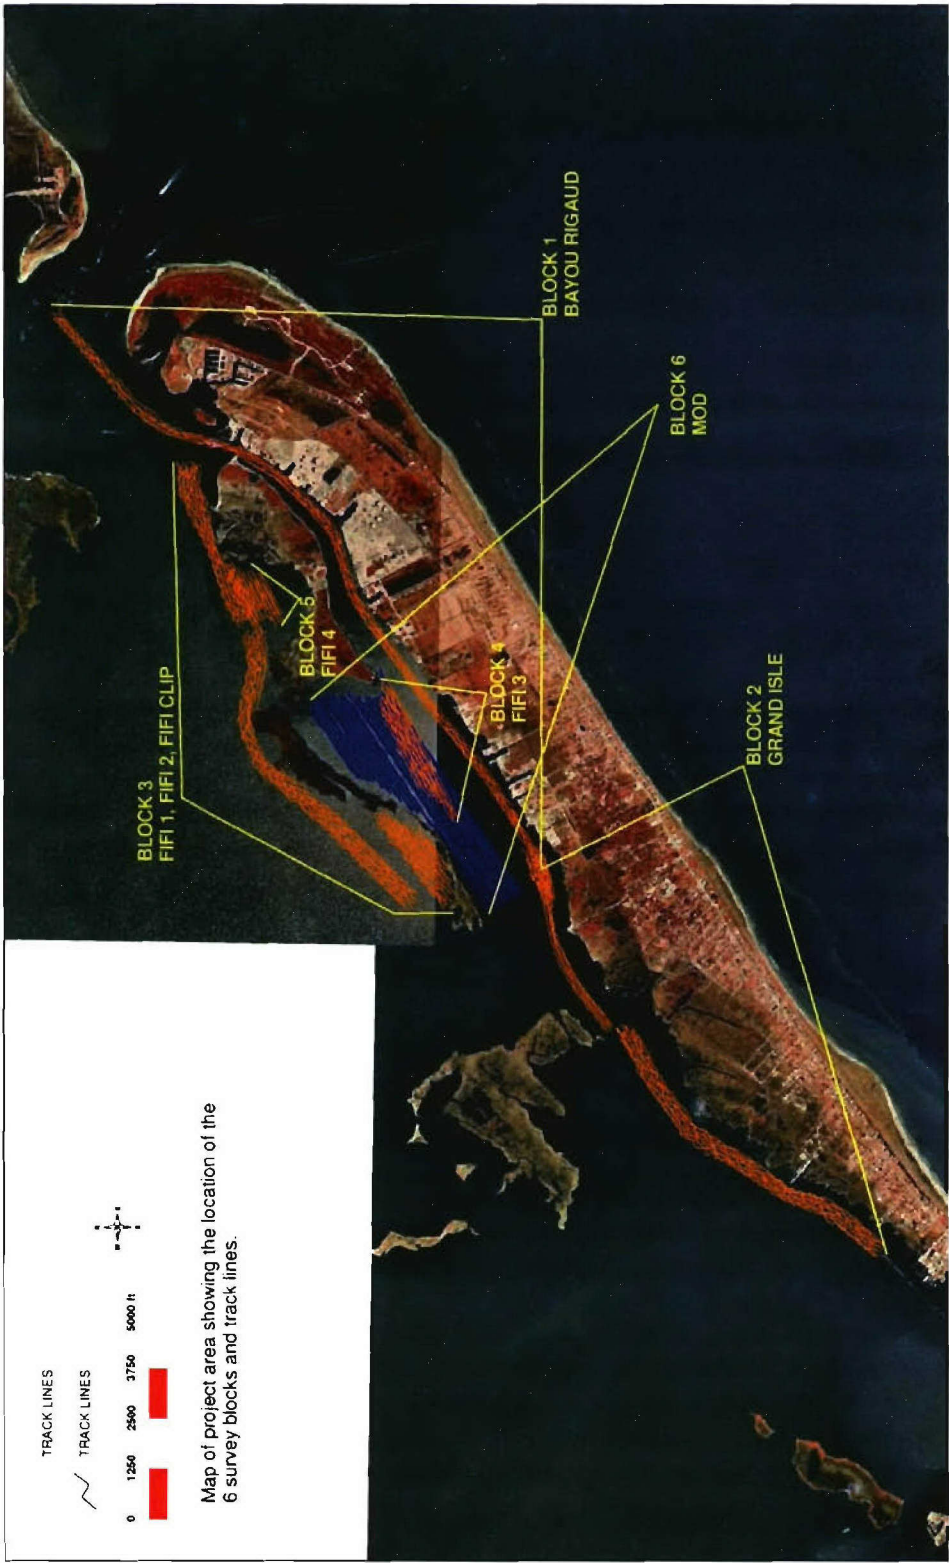 TRACK LINES
TRACK LINES
0 1250 2500 3750 5000 ft
Map of project area showing the location of the
6 survey blocks and track lines.
BLOCK 3
FIFI 1, FIFI 2, FIFI CLIP
BLOCK 5
FIFI 4
BLOCK 4
FIFI 3
BLOCK 1
BAYOU RIGAUD
BLOCK 6
MOD
BLOCK 2
GRAND ISLE